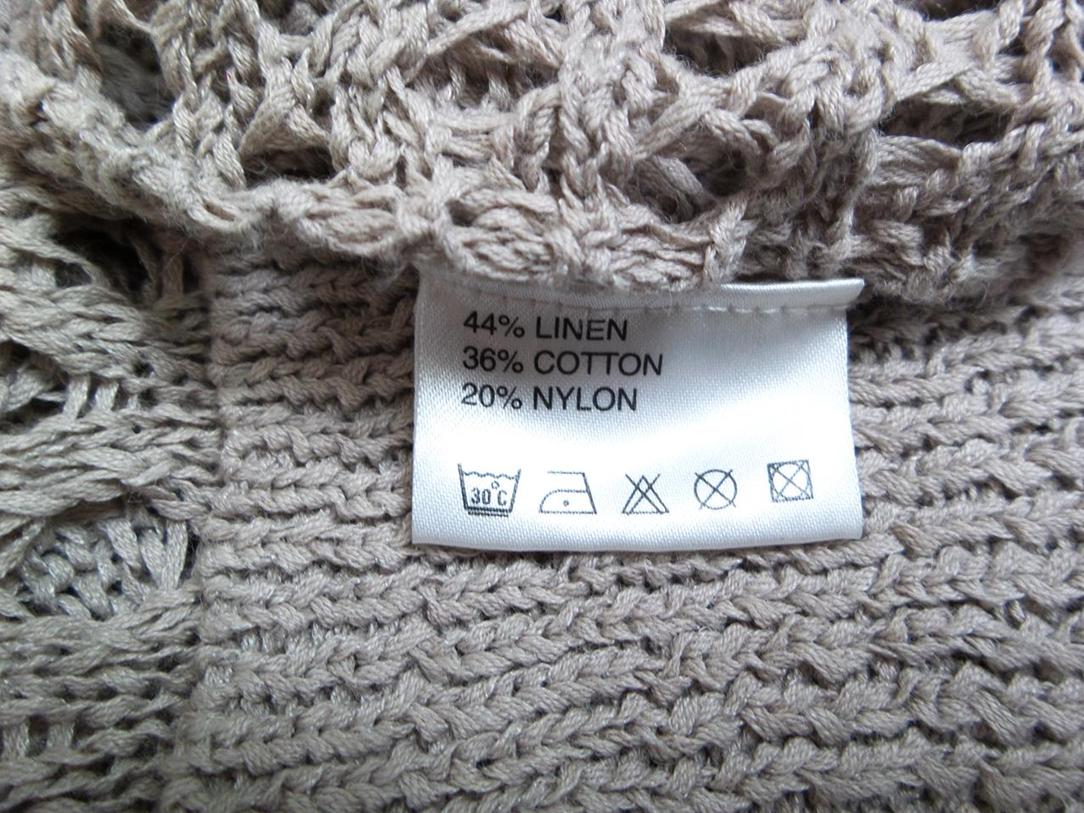 44% LINEN
36% COTTON
20% NYLON
30°C